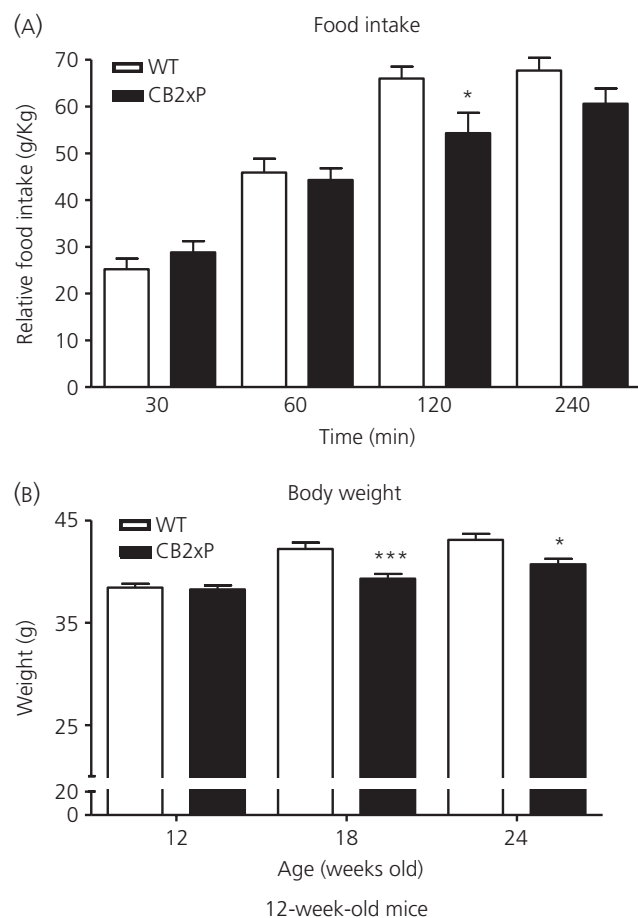 (A)
Food intake
70
60
50
40
30
20
10
0
Relative food intake (g/Kg)
WT
CB2xP
*
30 60 120 240
Time (min)
(B)
Body weight
45
35
25
20
0
Weight (g)
WT
CB2xP
***
*
12 18 24
Age (weeks old)
12-week-old mice